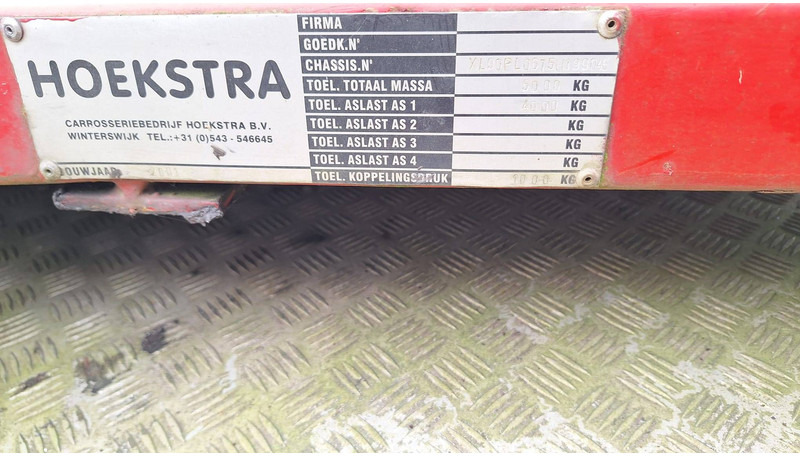 HOEKSTRA
CARROSSERIEBEDRIJF HOEKSTRA B.V.
WINTERSWIJK TEL.:+31 (0)543 - 546645
FIRMA
GOEDK.N'
CHASSIS.N'
TOEL. TOTAAL MASSA KG
TOEL. ASLAST AS 1 KG
TOEL. ASLAST AS 2 KG
TOEL. ASLAST AS 3 KG
TOEL. ASLAST AS 4 KG
TOEL. KOPPELINGSDRUK 1000 KG